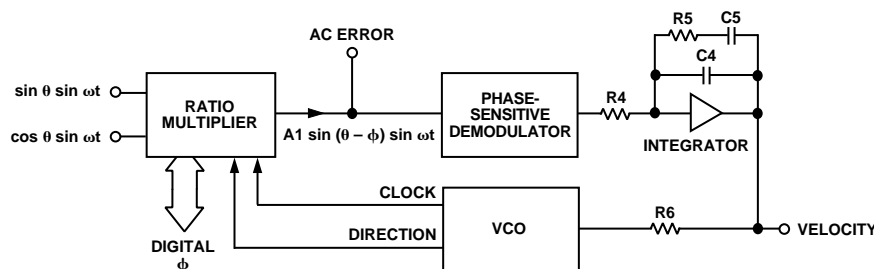 AC ERROR
R5
C5
C4
sin θ sin ωt
cos θ sin ωt
RATIO
MULTIPLIER
A1 sin (θ – ϕ) sin ωt
PHASE-
SENSITIVE
DEMODULATOR
R4
INTEGRATOR
CLOCK
DIRECTION
VCO
R6
VELOCITY
DIGITAL
ϕ